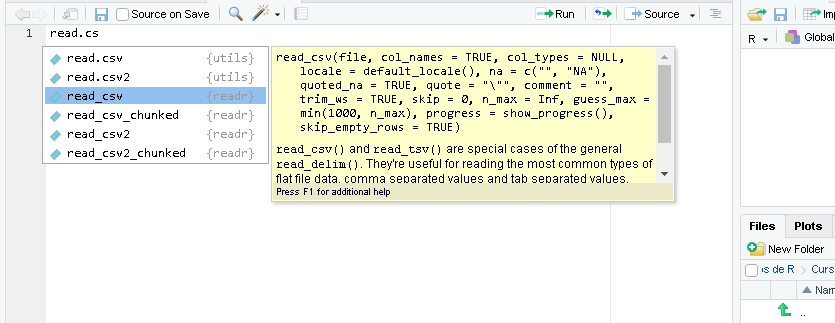 Source on Save
Run
Source
Imp
R
Global
1 read.cs
read.csv {utils}
read.csv2 {utils}
read_csv {readr}
read_csv_chunked {readr}
read_csv2 {readr}
read_csv2_chunked {readr}
read_csv(file, col_names = TRUE, col_types = NULL,
locale = default_locale(), na = c("", "NA"),
quoted_na = TRUE, quote = "\"", comment = "",
trim_ws = TRUE, skip = 0, n_max = Inf, guess_max =
min(1000, n_max), progress = show_progress(),
skip_empty_rows = TRUE)
read_csv() and read_tsv() are special cases of the general
read_delim(). They're useful for reading the most common types of
flat file data, comma separated values and tab separated values.
Press F1 for additional help
Files Plots
New Folder
os de R Curs
Nam
..